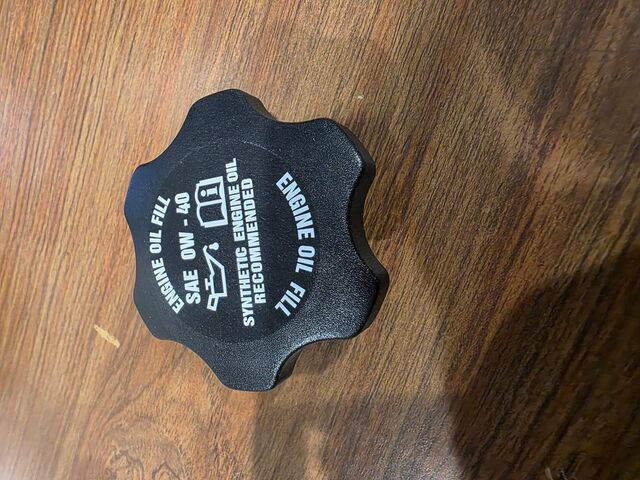 ENGINE OIL FILL
SAE 0W - 40
SYNTHETIC ENGINE OIL
RECOMMENDED
ENGINE OIL FILL